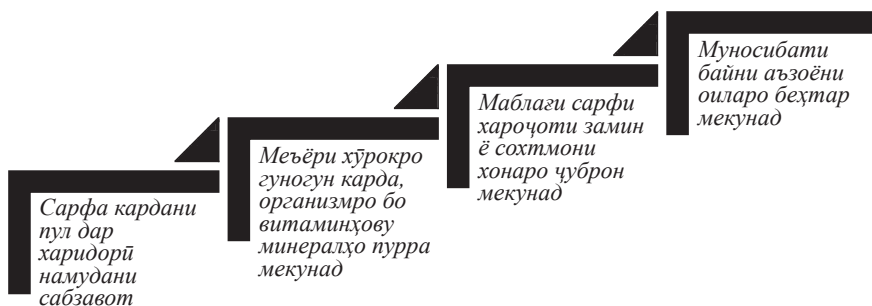 Сарфа кардани
пул дар
харидорӣ
намудани
сабзавот
Меъёри хӯрокро
гуногун карда,
организмро бо
витаминҳову
минералҳо пурра
мекунад
Маблағи сарфи
хароҷоти замин
ё сохтмони
хонаро ҷуброн
мекунад
Муносибати
байни аъзоёни
оиларо беҳтар
мекунад